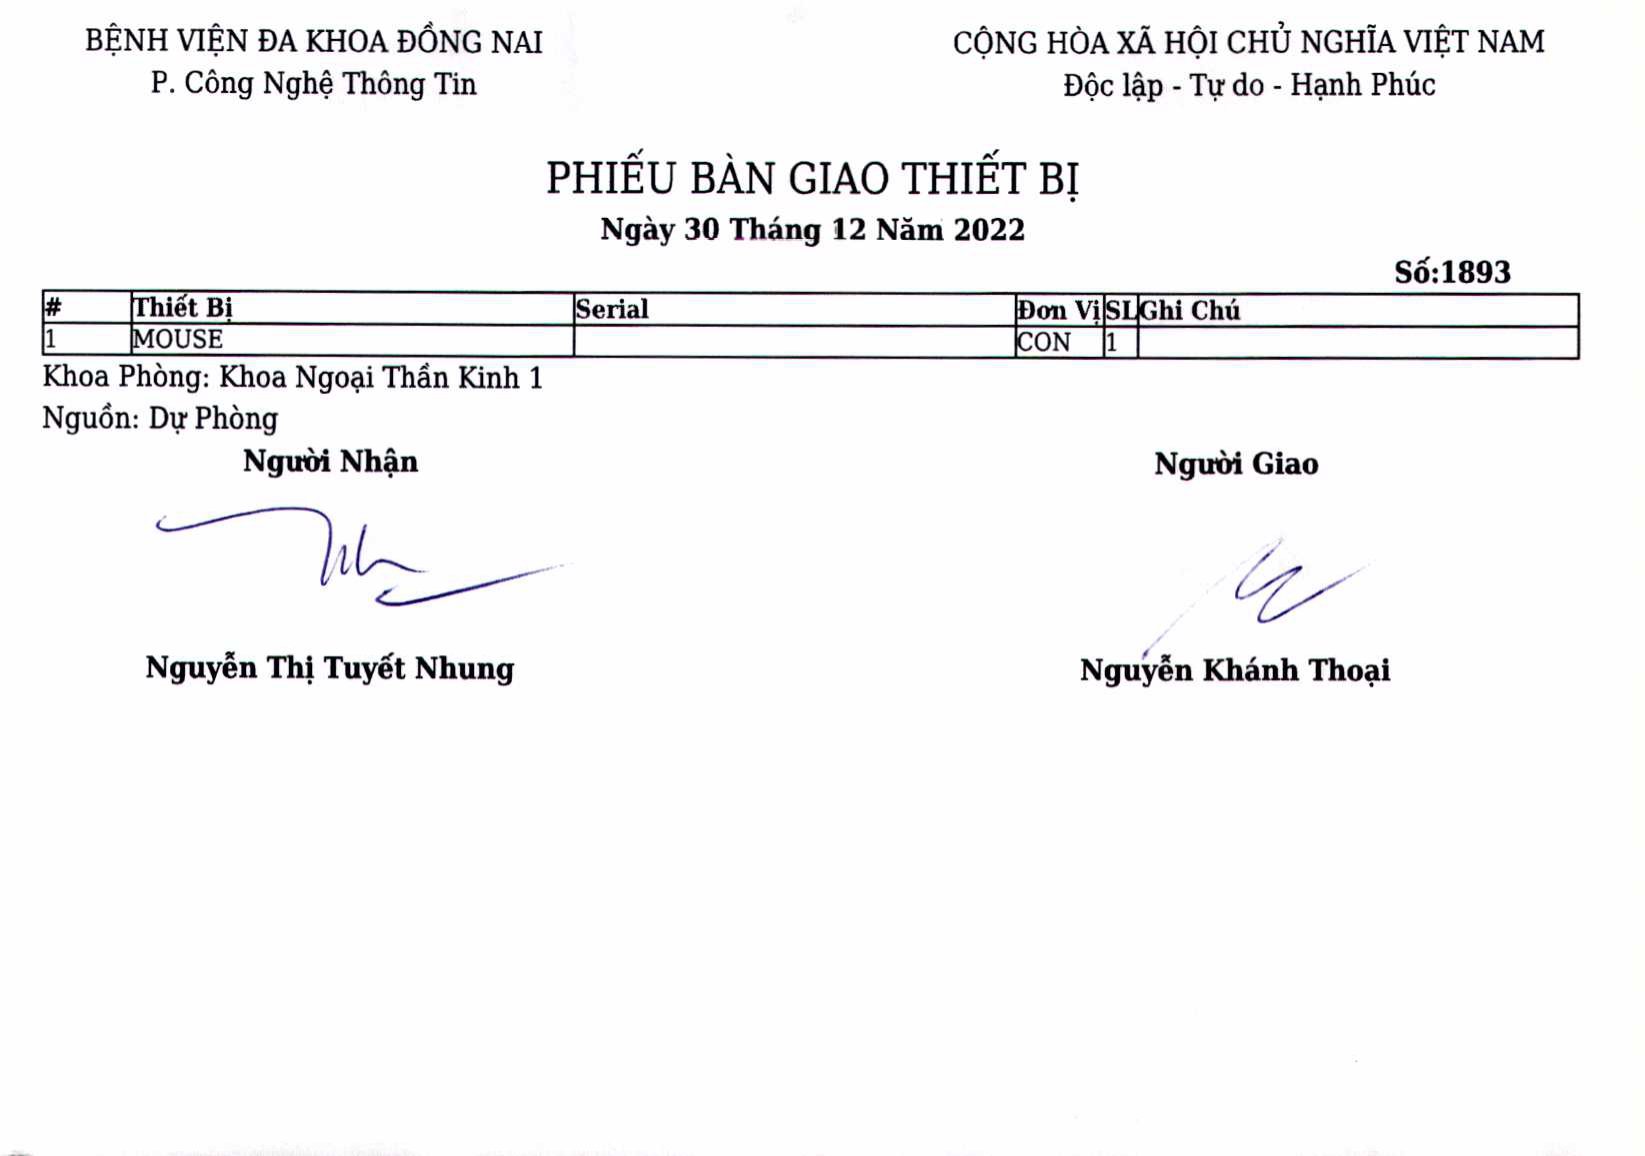 BỆNH VIỆN ĐA KHOA ĐỒNG NAI
P. Công Nghệ Thông Tin
CỘNG HÒA XÃ HỘI CHỦ NGHĨA VIỆT NAM
Độc lập - Tự do - Hạnh Phúc
PHIẾU BÀN GIAO THIẾT BỊ
Ngày 30 Tháng 12 Năm 2022
Số:1893
# Thiết Bị Serial Đơn Vị SL Ghi Chú
1 MOUSE CON 1
Khoa Phòng: Khoa Ngoại Thần Kinh 1
Nguồn: Dự Phòng
Người Nhận Người Giao
Nguyễn Thị Tuyết Nhung Nguyễn Khánh Thoại